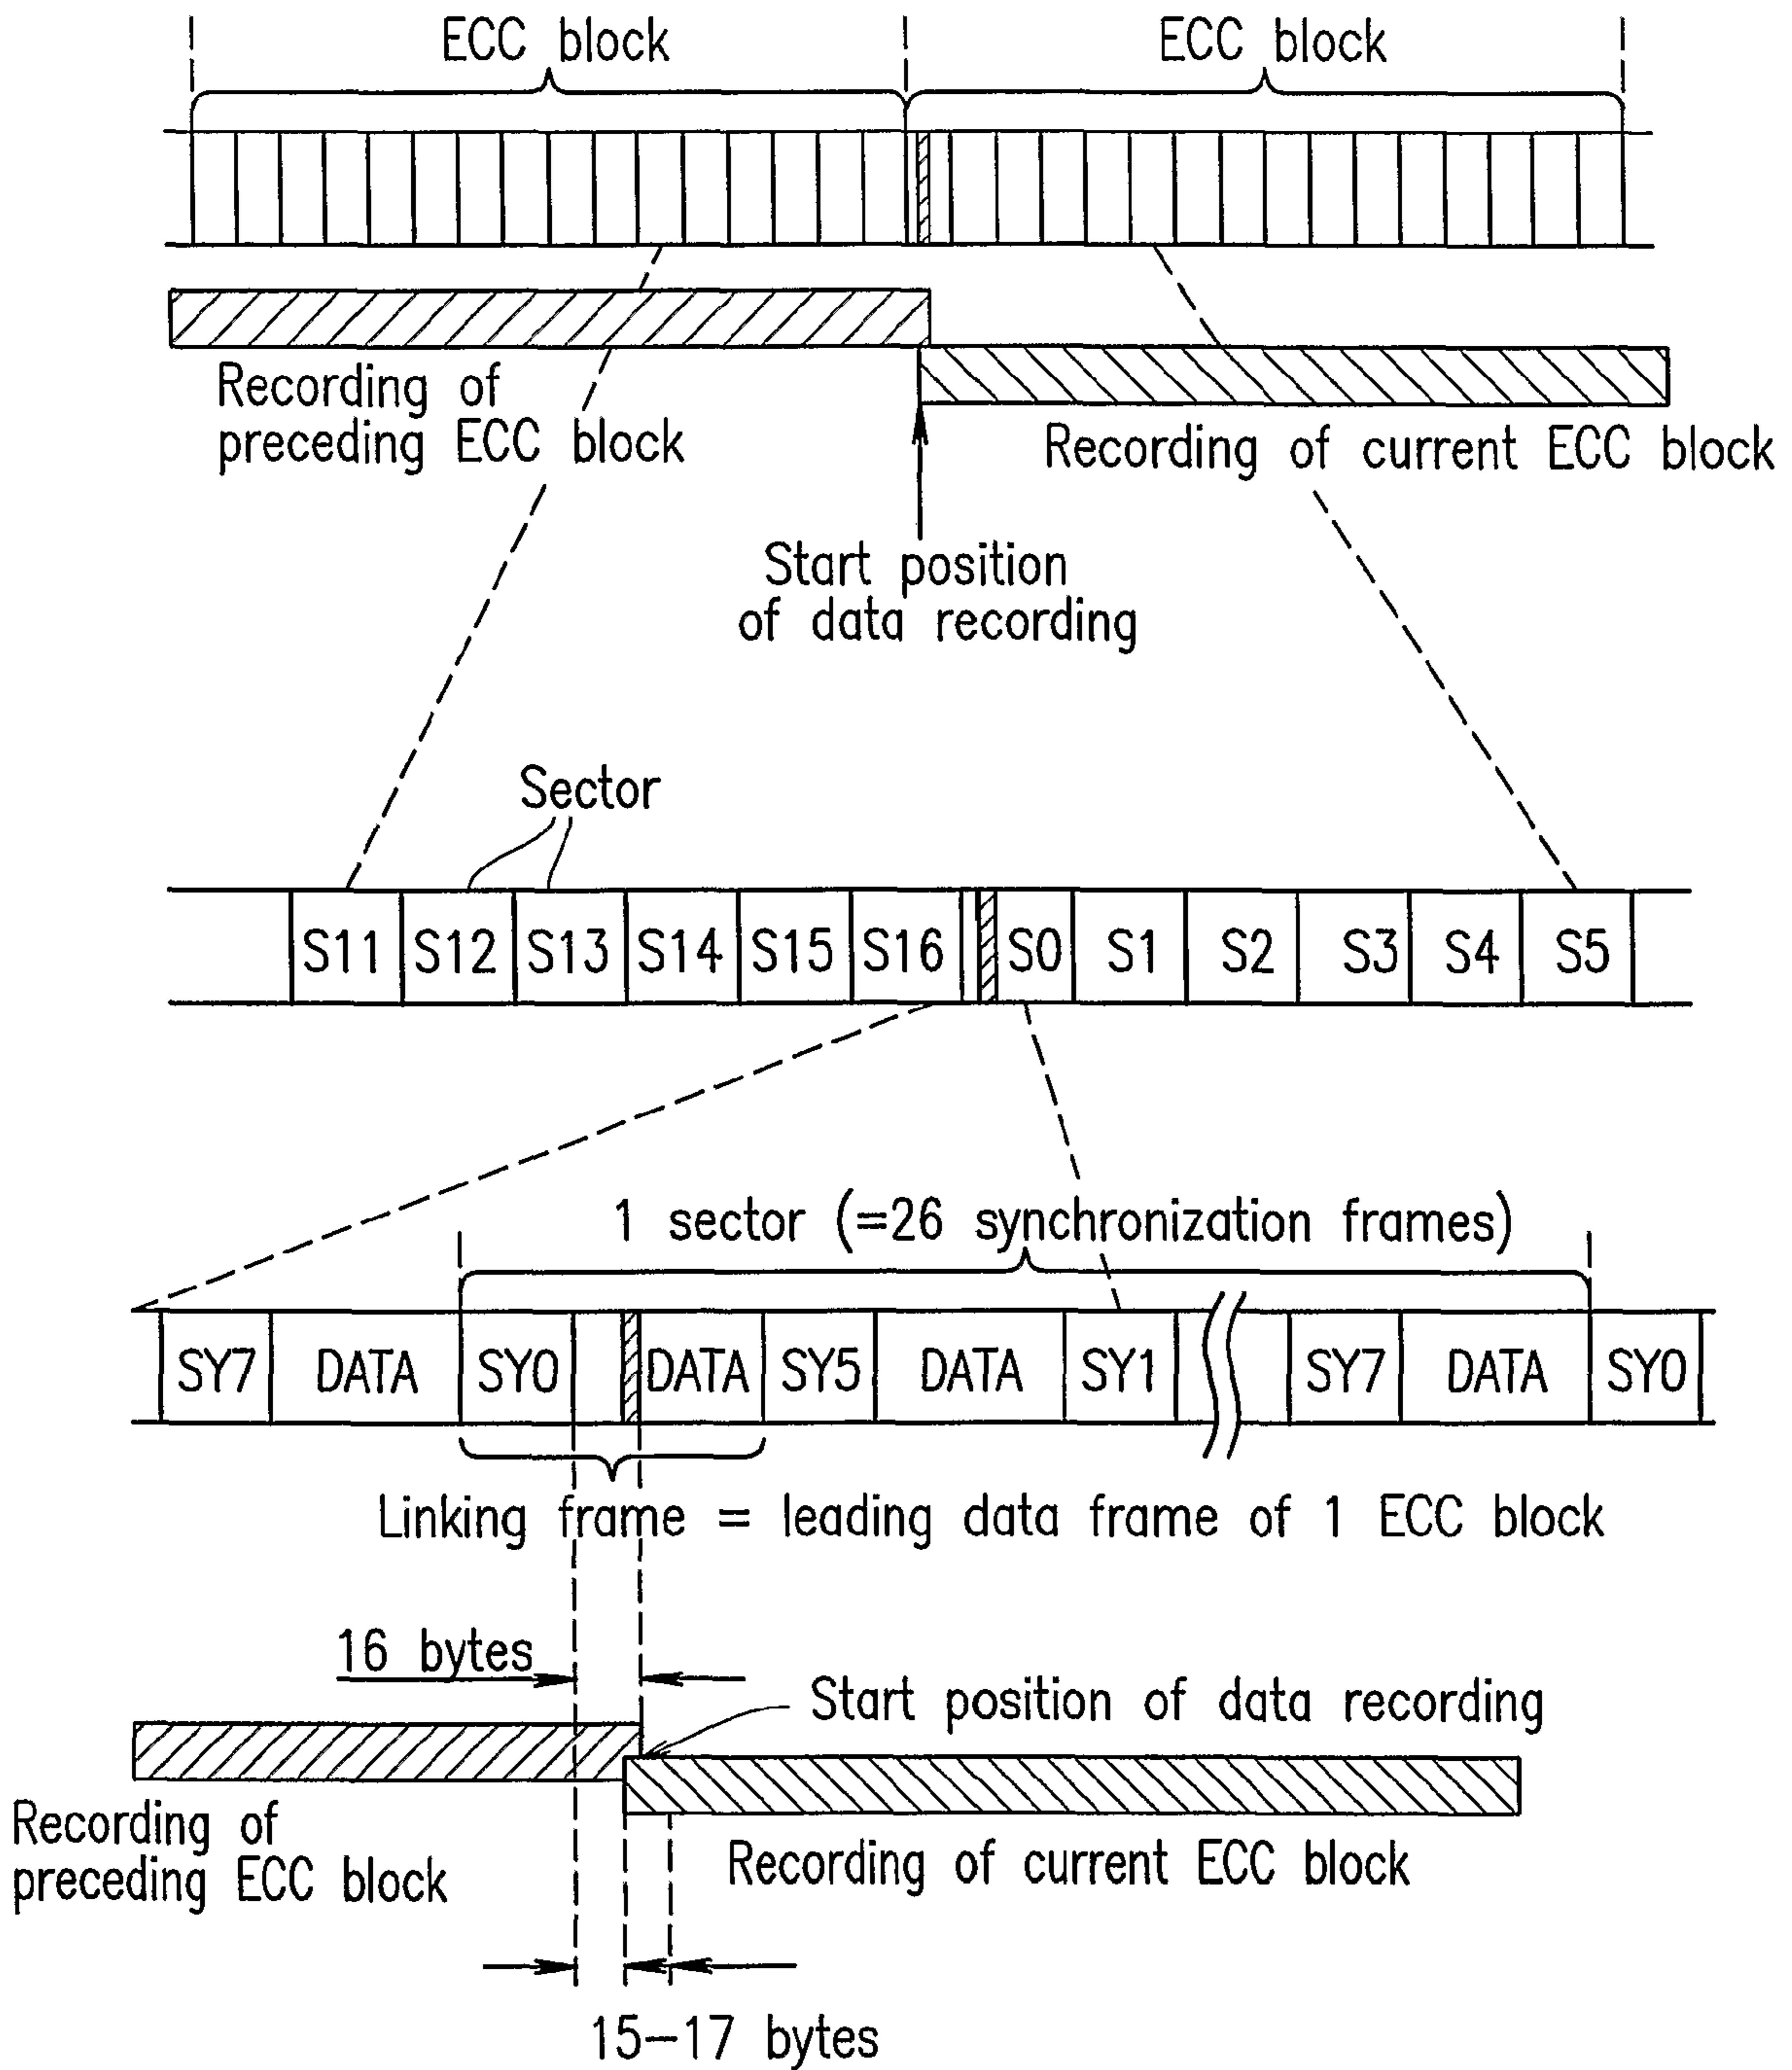 ECC block
ECC block
Recording of
preceding ECC block
Recording of current ECC block
Start position
of data recording
Sector
S11 S12 S13 S14 S15 S16 S0 S1 S2 S3 S4 S5
1 sector (=26 synchronization frames)
SY7 DATA SY0 DATA SY5 DATA SY1 SY7 DATA SY0
Linking frame = leading data frame of 1 ECC block
16 bytes
Start position of data recording
Recording of
preceding ECC block
Recording of current ECC block
15-17 bytes